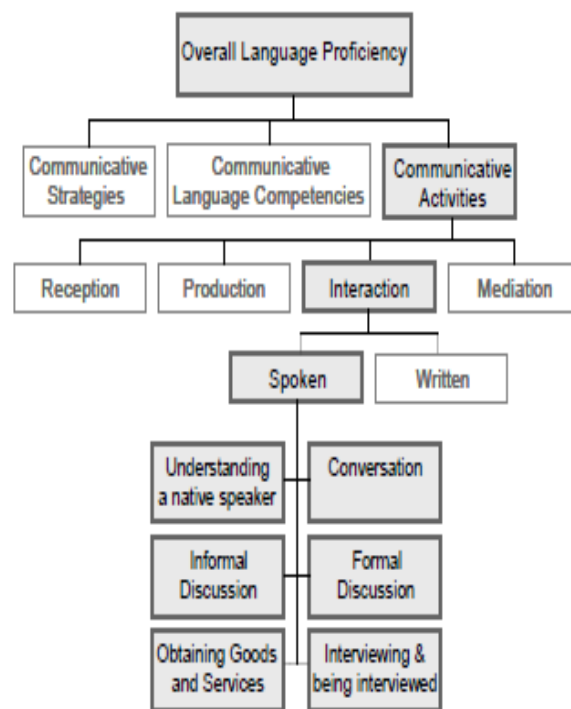 Overall Language Proficiency
Communicative
Strategies
Communicative
Language Competencies
Communicative
Activities
Reception
Production
Interaction
Mediation
Spoken
Written
Understanding
a native speaker
Conversation
Informal
Discussion
Formal
Discussion
Obtaining Goods
and Services
Interviewing &
being interviewed